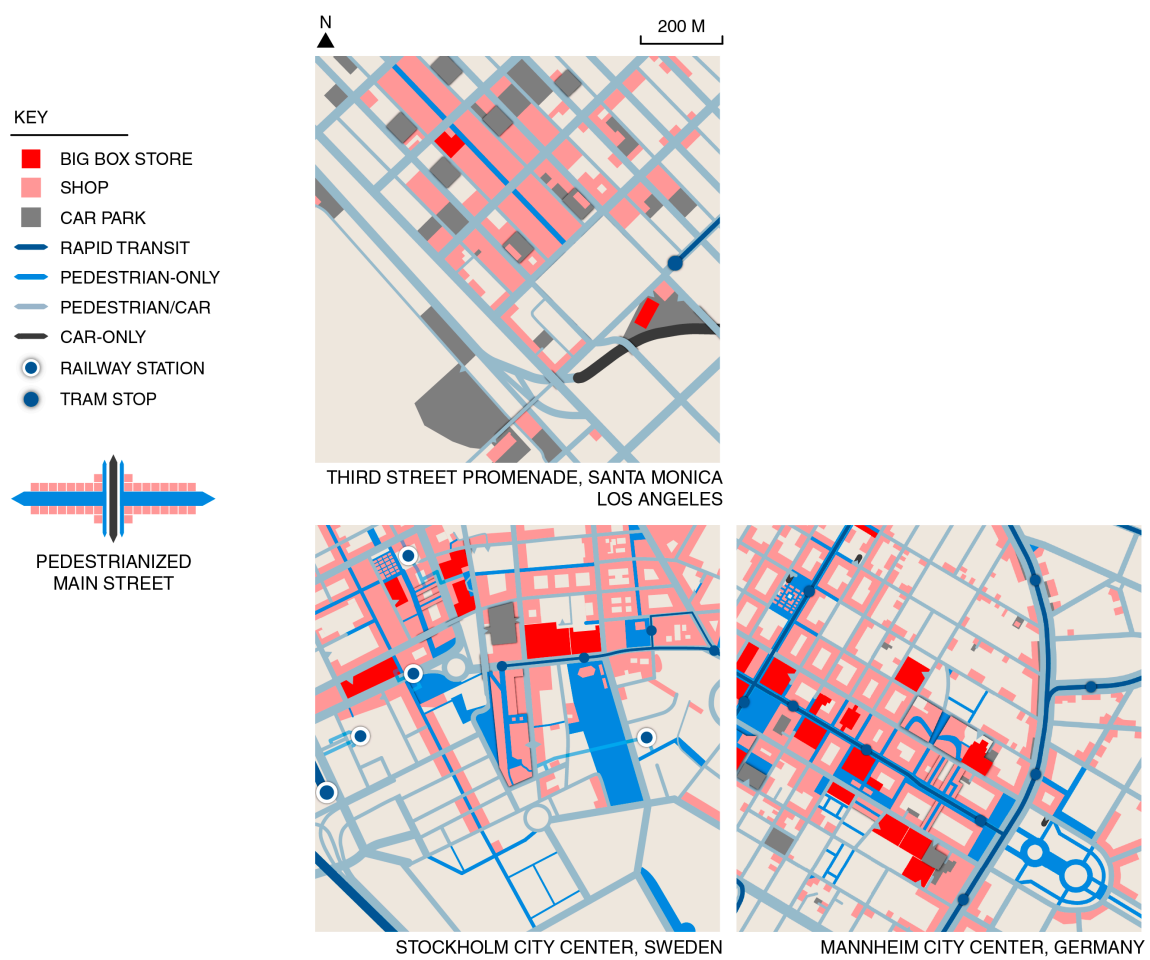 N
200 M
KEY
BIG BOX STORE
SHOP
CAR PARK
RAPID TRANSIT
PEDESTRIAN-ONLY
PEDESTRIAN/CAR
CAR-ONLY
RAILWAY STATION
TRAM STOP
PEDESTRIANIZED
MAIN STREET
THIRD STREET PROMENADE, SANTA MONICA
LOS ANGELES
STOCKHOLM CITY CENTER, SWEDEN
MANNHEIM CITY CENTER, GERMANY